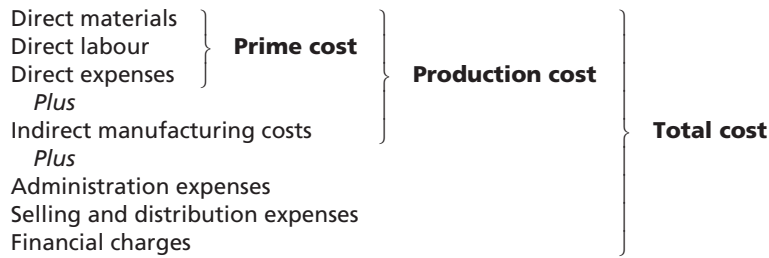 Direct materials
Direct labour
Prime cost
Direct expenses
Production cost
Plus
Indirect manufacturing costs
Total cost
Plus
Administration expenses
Selling and distribution expenses
Financial charges